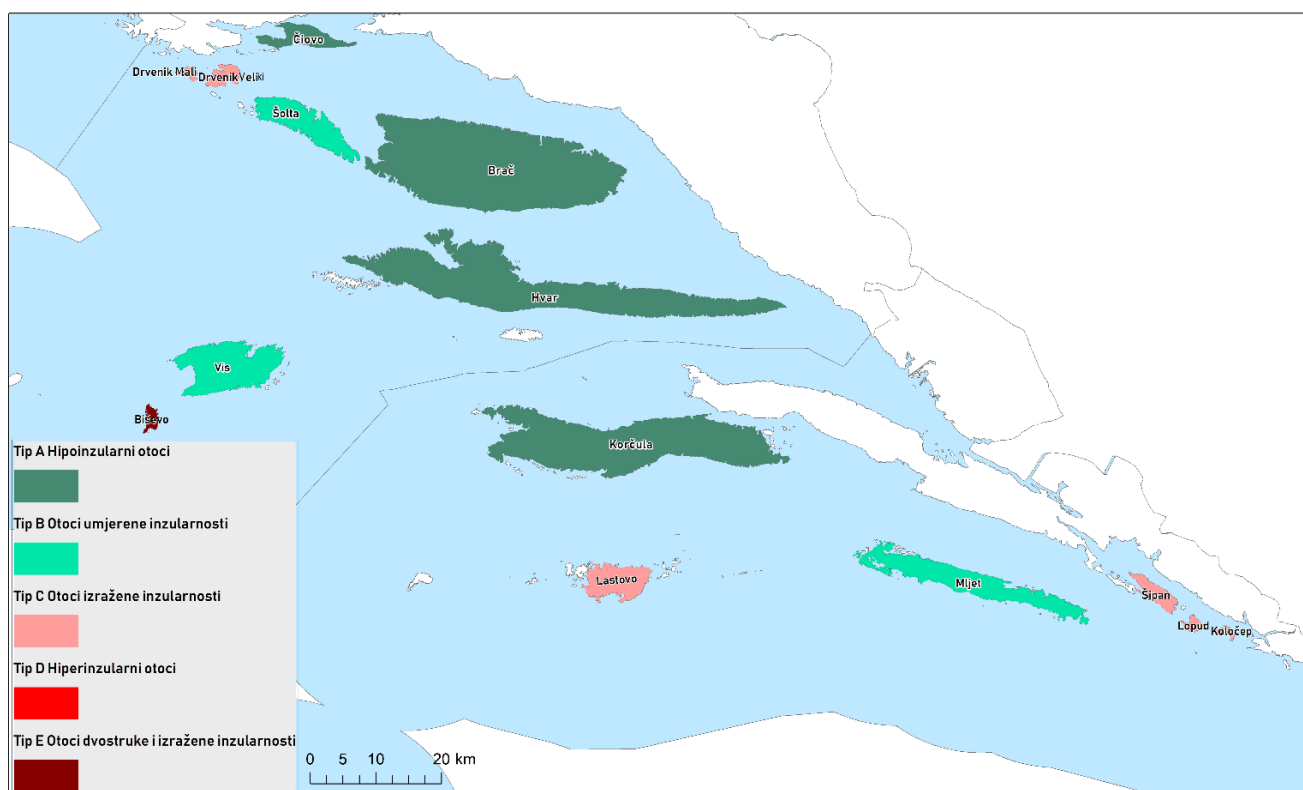 Čiovo
Drvenik Mali
Drvenik Veliki
Šolta
Brač
Hvar
Vis
Biševo
Korčula
Lastovo
Mljet
Šipan
Lopud
Koločep
Tip A Hipoinzularni otoci
Tip B Otoci umjerene inzularnosti
Tip C Otoci izražene inzularnosti
Tip D Hiperinzularni otoci
Tip E Otoci dvostruke i izražene inzularnosti
0 5 10 20 km